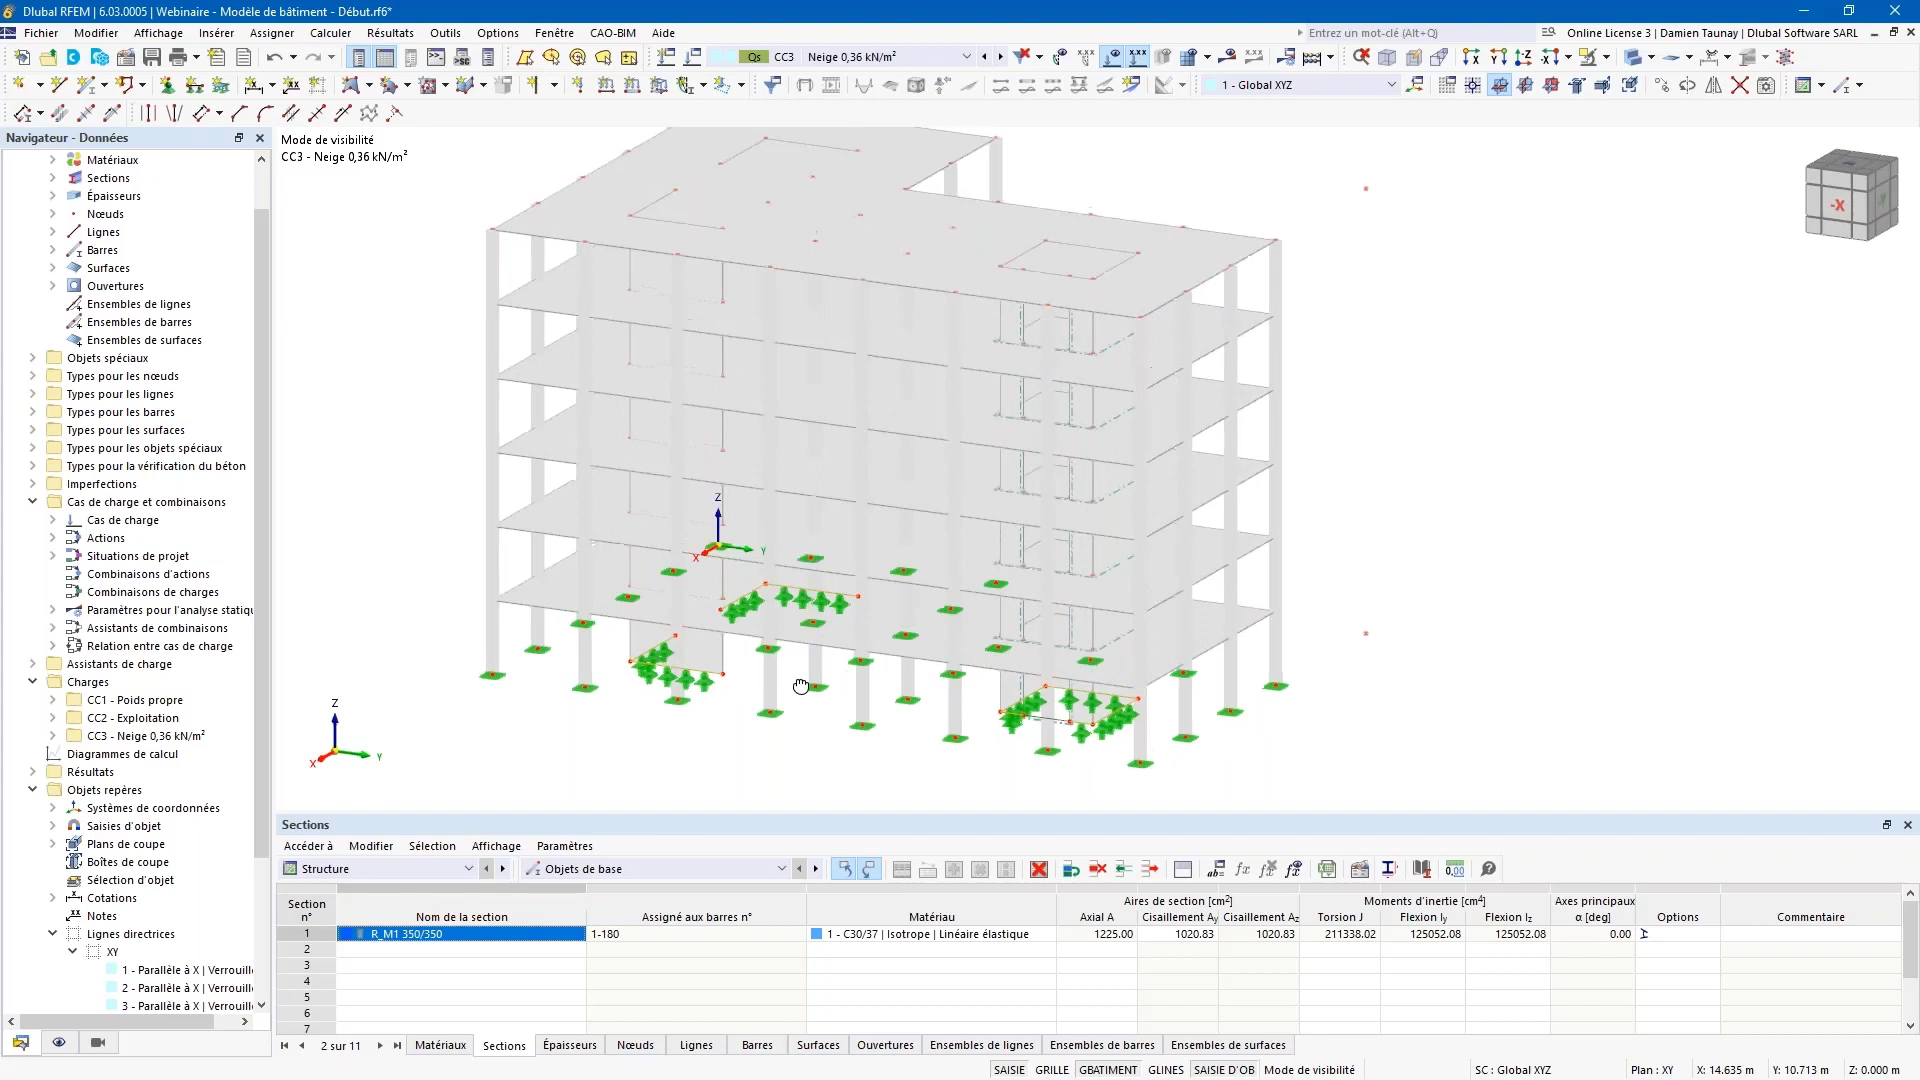 Dlubal RFEM | 6.03.0005 | Webinaire - Modèle de bâtiment - Début.rf6*
Fichier Modifier Affichage Insérer Assigner Calculer Résultats Outils Options Fenêtre CAO-BIM Aide
Entrez un mot-clé (Alt+Q)
Online License 3 | Damien Taunay | Dlubal Software SARL
Qs CC3 Neige 0,36 kN/m²
1 - Global XYZ
Navigateur - Données
Matériaux
Sections
Épaisseurs
Nœuds
Lignes
Barres
Surfaces
Ouvertures
Ensembles de lignes
Ensembles de barres
Ensembles de surfaces
Objets spéciaux
Types pour les nœuds
Types pour les lignes
Types pour les barres
Types pour les surfaces
Types pour les objets spéciaux
Types pour la vérification du béton
Imperfections
Cas de charge et combinaisons
Cas de charge
Actions
Situations de projet
Combinaisons d'actions
Combinaisons de charges
Paramètres pour l'analyse statiqu
Assistants de combinaisons
Relation entre cas de charge
Assistants de charge
Charges
CC1 - Poids propre
CC2 - Exploitation
CC3 - Neige 0,36 kN/m²
Diagrammes de calcul
Résultats
Objets repères
Systèmes de coordonnées
Saisies d'objet
Plans de coupe
Boîtes de coupe
Sélection d'objet
Cotations
Notes
Lignes directrices
XY
1 - Parallèle à X | Verrouillé
2 - Parallèle à X | Verrouillé
3 - Parallèle à X | Verrouillé
Mode de visibilité
CC3 - Neige 0,36 kN/m²
-X
Z
X
Y
Z
X
Y
Sections
Accéder à Modifier Sélection Affichage Paramètres
Structure
Objets de base
Section n°
Nom de la section
Assigné aux barres n°
Matériau
Aires de section [cm²]
Axial A Cisaillement Ay Cisaillement Az
Moments d'inertie [cm⁴]
Torsion J Flexion Iy Flexion Iz
Axes principaux
α [deg]
Options
Commentaire
1 R_M1 350/350 1-180 1 - C30/37 | Isotrope | Linéaire élastique 1225.00 1020.83 1020.83 211338.02 125052.08 125052.08 0.00
2
3
4
5
6
7
2 sur 11
Matériaux Sections Épaisseurs Nœuds Lignes Barres Surfaces Ouvertures Ensembles de lignes Ensembles de barres Ensembles de surfaces
SAISIE GRILLE GBATIMENT GLINES SAISIE D'OB Mode de visibilité SC : Global XYZ Plan : XY X: 14.635 m Y: 10.713 m Z: 0.000 m